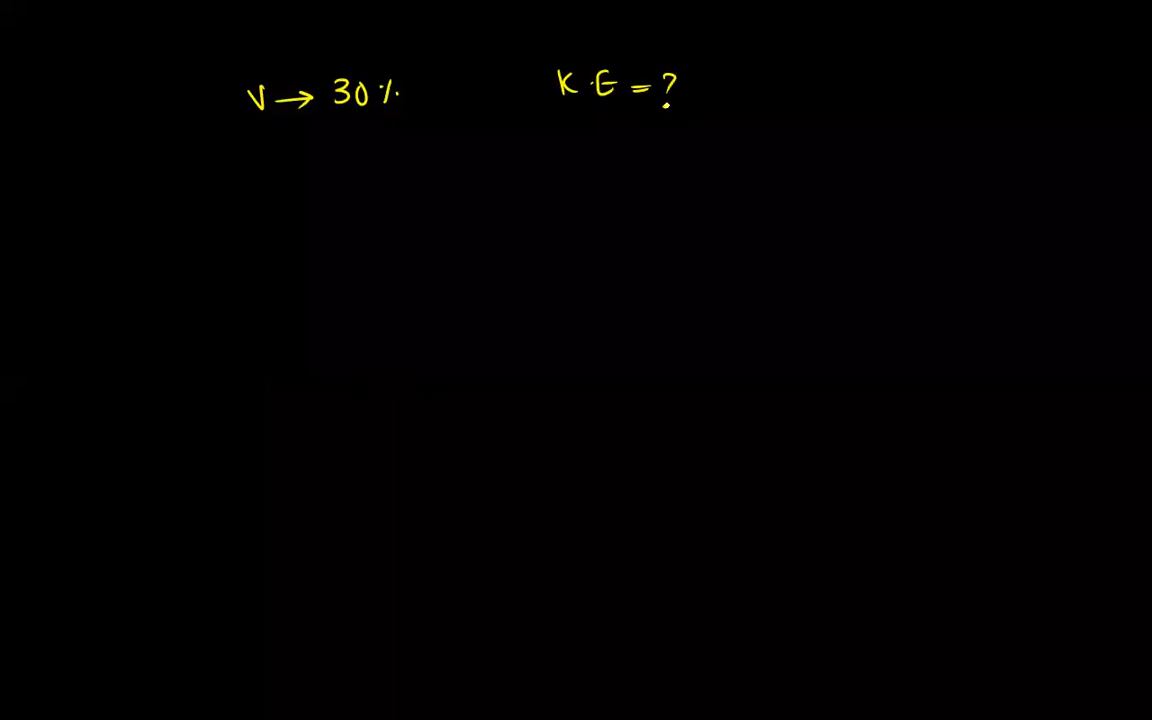 V → 30% K.E = ?